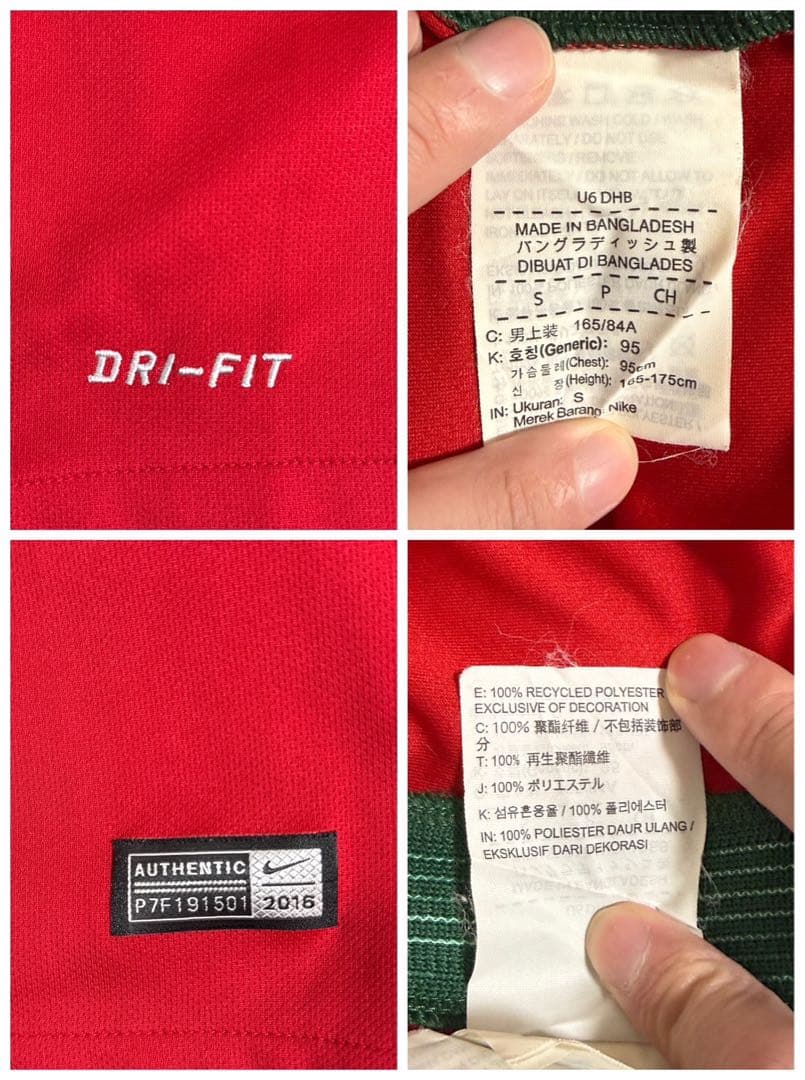 DRI-FIT
U6 DHB
MADE IN BANGLADESH
バングラディッシュ製
DIBUAT DI BANGLADES
S P CH
C: 男上装 165/84A
K: 호칭(Generic): 95
가슴둘레(Chest): 95cm
신 장(Height): 165-175cm
IN: Ukuran: S
Merek Barang: Nike
AUTHENTIC
P7F191501 2016
E: 100% RECYCLED POLYESTER
EXCLUSIVE OF DECORATION
C: 100% 聚酯纤维 / 不包括装饰部
分
T: 100% 再生聚酯纖維
J: 100% ポリエステル
K: 섬유혼용율 / 100% 폴리에스터
IN: 100% POLIESTER DAUR ULANG /
EKSKLUSIF DARI DEKORASI